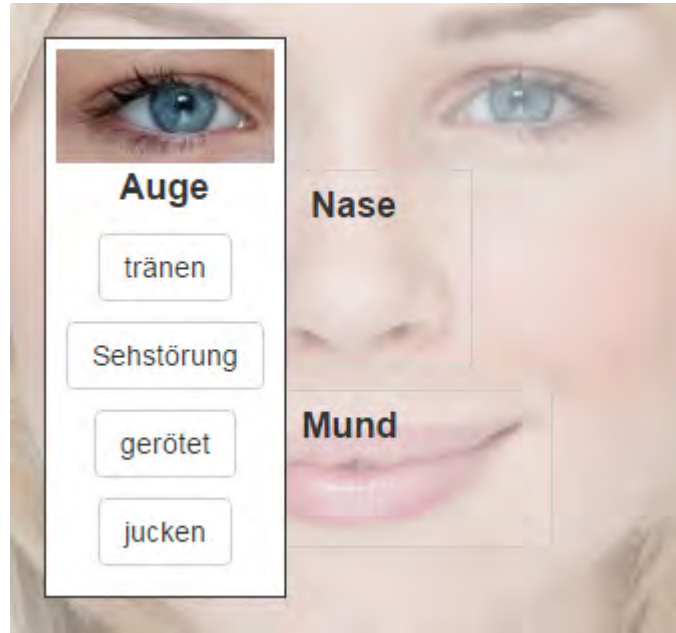 Auge
tränen
Sehstörung
gerötet
jucken
Nase
Mund